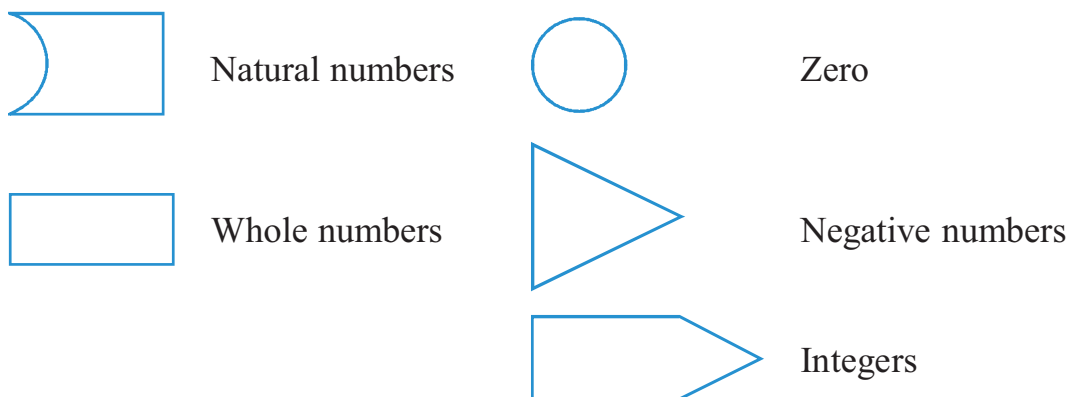 Natural numbers
Zero
Whole numbers
Negative numbers
Integers